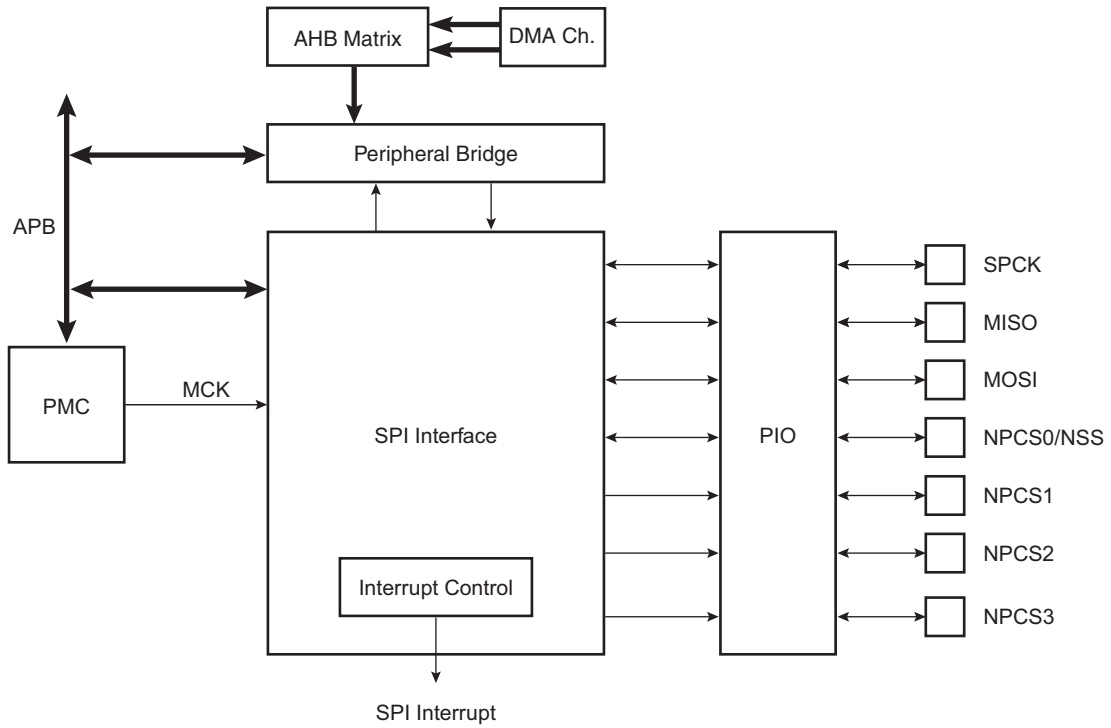 AHB Matrix
DMA Ch.
Peripheral Bridge
APB
SPCK
MISO
MOSI
PMC
MCK
SPI Interface
PIO
NPCS0/NSS
NPCS1
NPCS2
Interrupt Control
NPCS3
SPI Interrupt